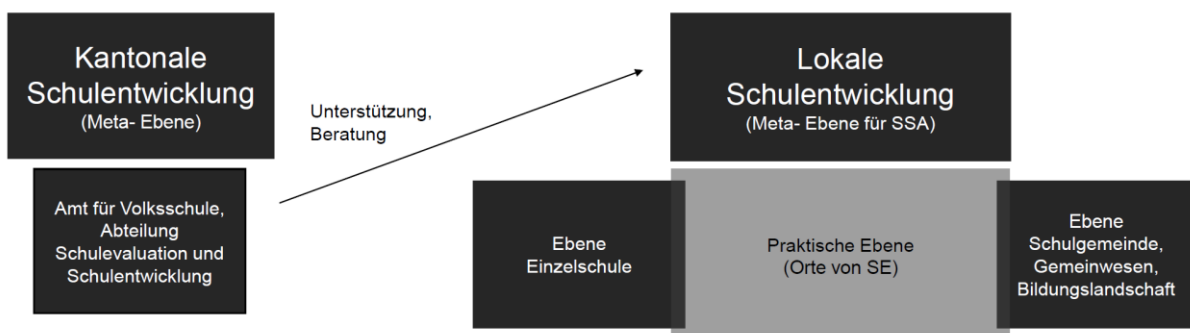 Kantonale
Schulentwicklung
(Meta- Ebene)
Amt für Volksschule,
Abteilung
Schulevaluation und
Schulentwicklung
Unterstützung,
Beratung
Lokale
Schulentwicklung
(Meta- Ebene für SSA)
Ebene
Einzelschule
Praktische Ebene
(Orte von SE)
Ebene
Schulgemeinde,
Gemeinwesen,
Bildungslandschaft